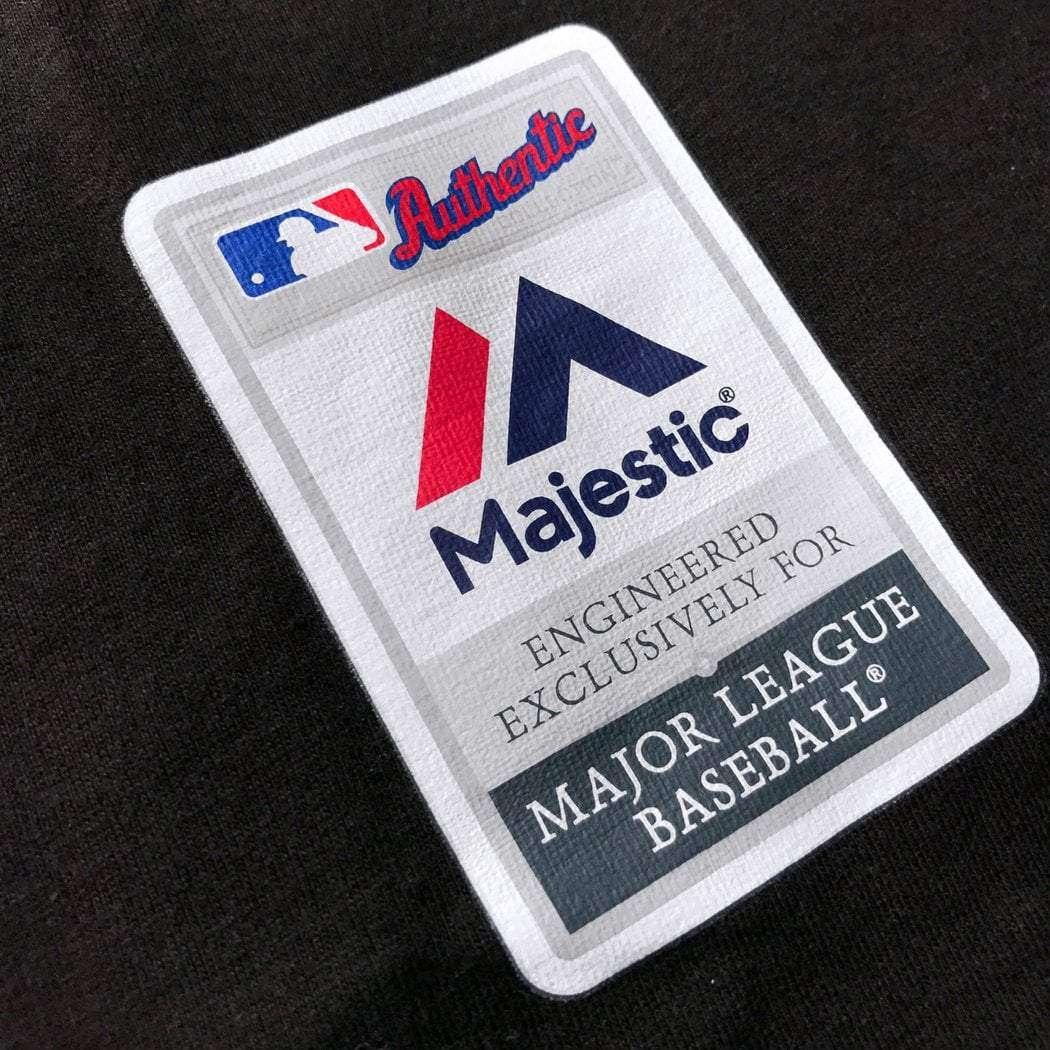 Authentic
Majestic®
ENGINEERED
EXCLUSIVELY FOR
MAJOR LEAGUE
BASEBALL®